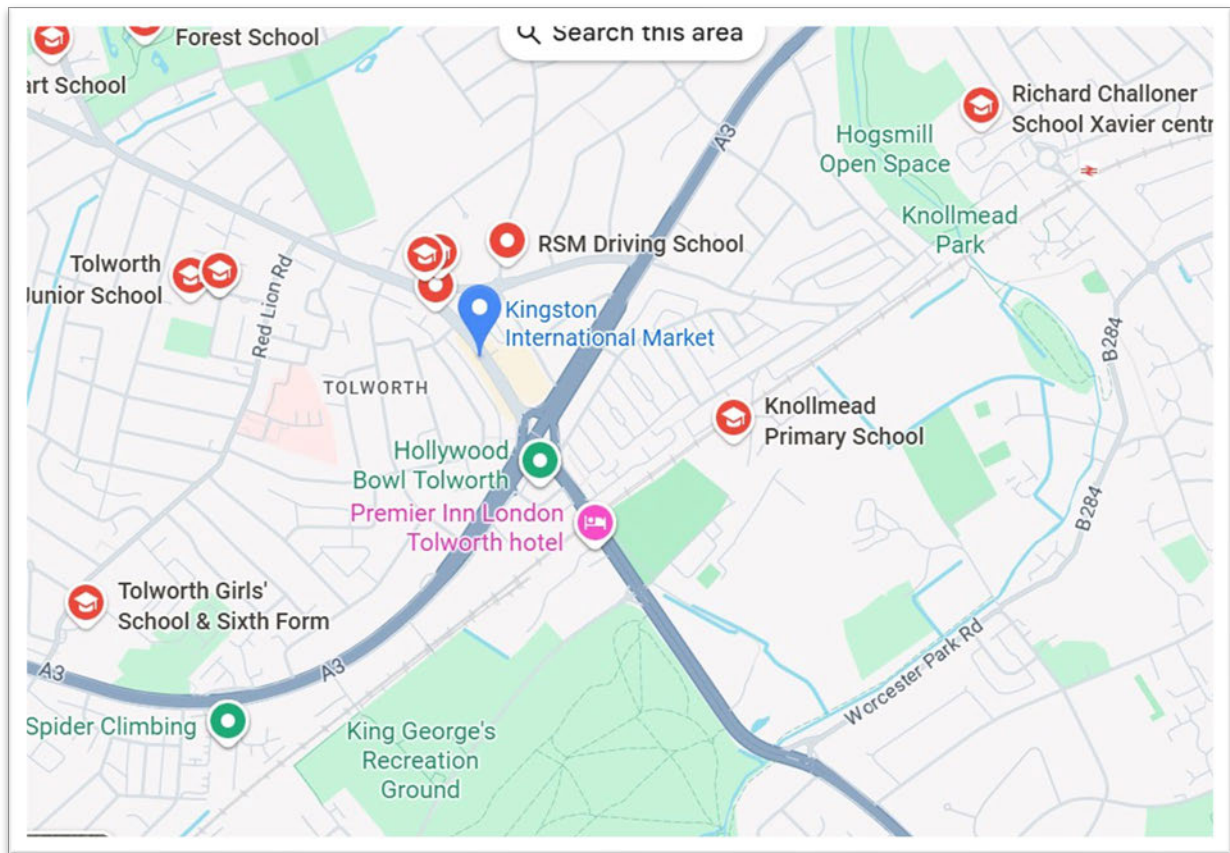 Search this area
Forest School
art School
A3
Richard Challoner
School Xavier centr
Hogsmill
Open Space
Knollmead
Park
RSM Driving School
Tolworth
Junior School
Red Lion Rd
Kingston
International Market
B284
TOLWORTH
Knollmead
Primary School
Hollywood
Bowl Tolworth
Premier Inn London
Tolworth hotel
B284
Tolworth Girls'
School & Sixth Form
A3
A3
Worcester Park Rd
Spider Climbing
King George's
Recreation
Ground